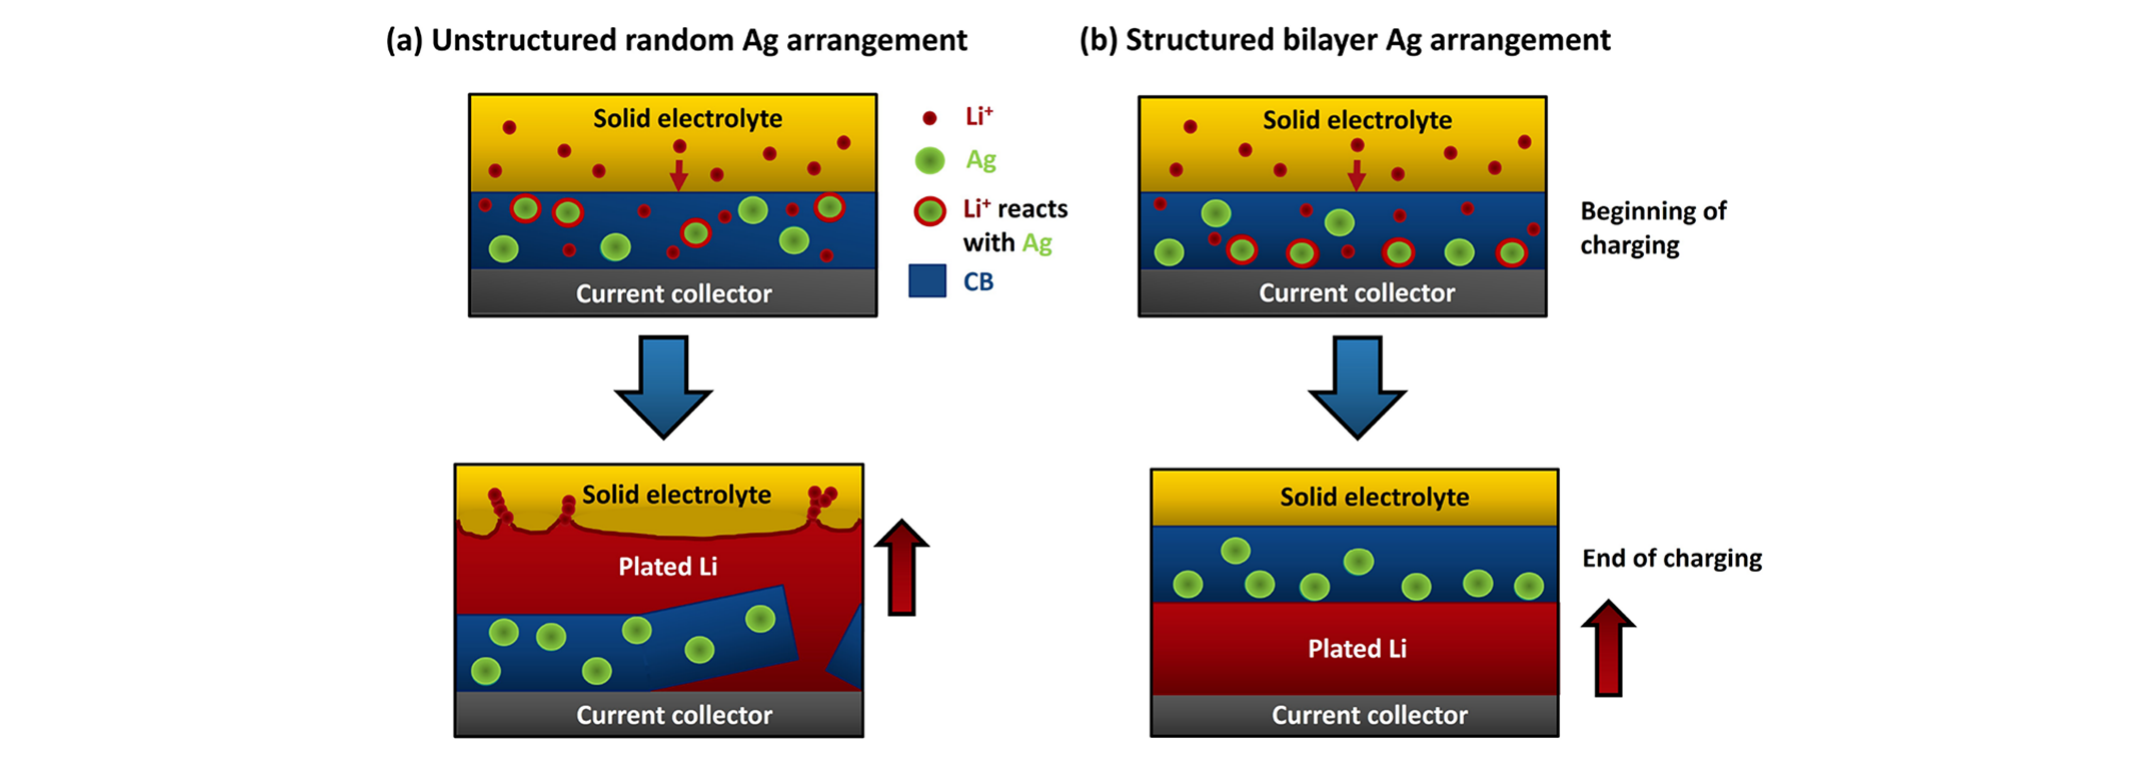 (a) Unstructured random Ag arrangement
Solid electrolyte
Current collector
Li⁺
Ag
Li⁺ reacts
with Ag
CB
Solid electrolyte
Plated Li
Current collector
(b) Structured bilayer Ag arrangement
Solid electrolyte
Current collector
Beginning of
charging
Solid electrolyte
Plated Li
Current collector
End of charging